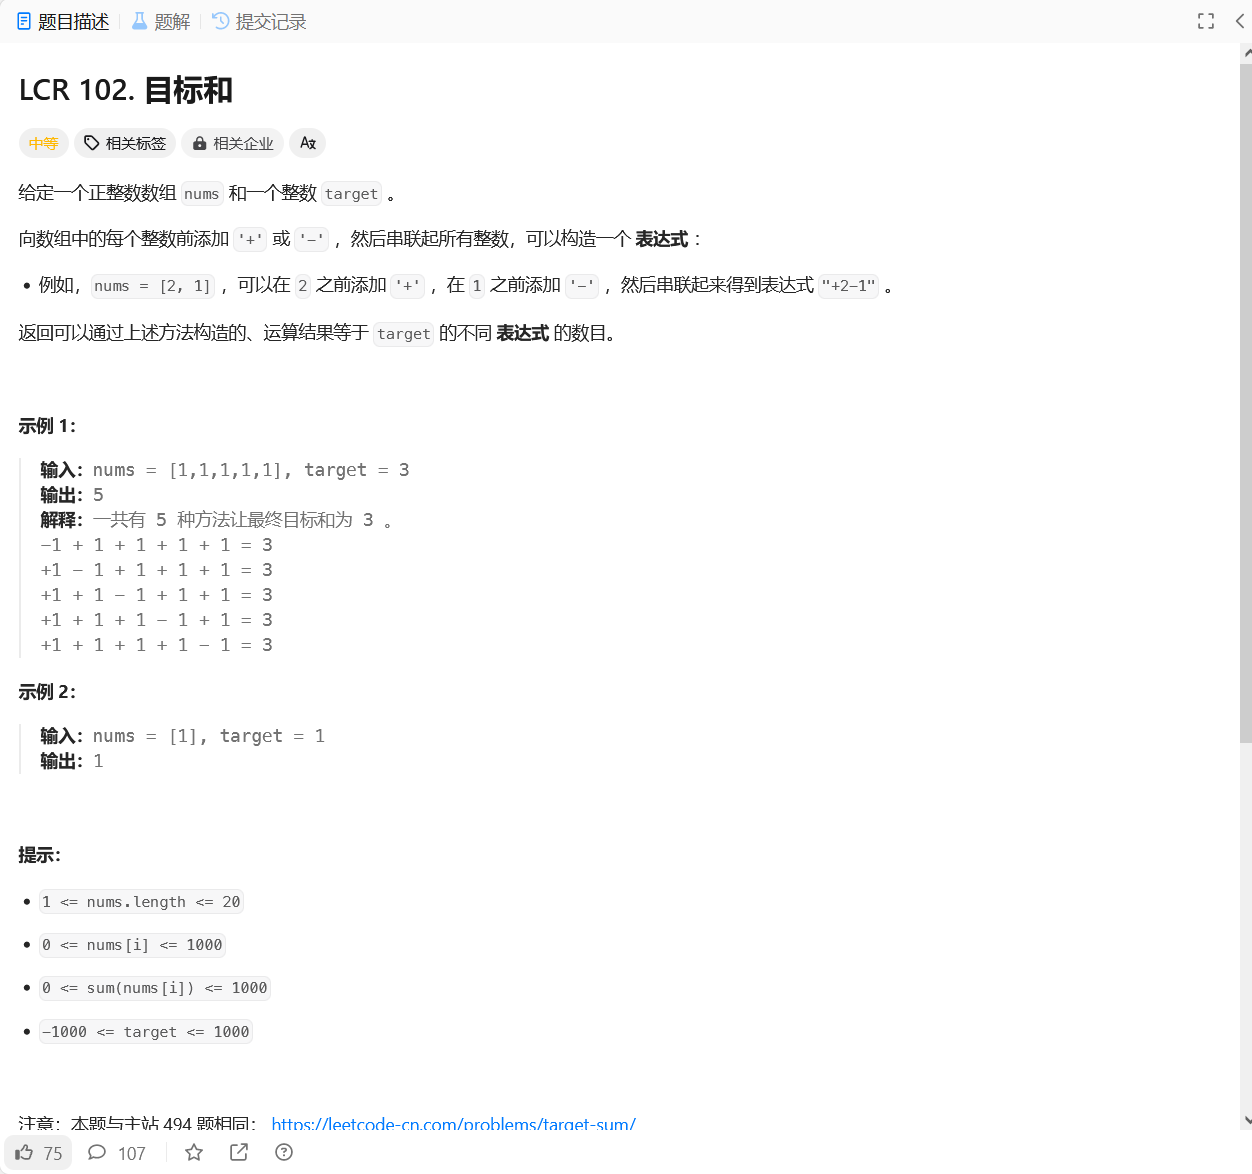 题目描述 题解 提交记录
LCR 102. 目标和
中等 相关标签 相关企业
给定一个正整数数组 nums 和一个整数 target 。
向数组中的每个整数前添加 '+' 或 '-' ，然后串联起所有整数，可以构造一个 表达式 ：
• 例如，nums = [2, 1] ，可以在 2 之前添加 '+' ，在 1 之前添加 '-' ，然后串联起来得到表达式 "+2-1" 。
返回可以通过上述方法构造的、运算结果等于 target 的不同 表达式 的数目。
示例 1：
输入：nums = [1,1,1,1,1], target = 3
输出：5
解释：一共有 5 种方法让最终目标和为 3 。
-1 + 1 + 1 + 1 + 1 = 3
+1 - 1 + 1 + 1 + 1 = 3
+1 + 1 - 1 + 1 + 1 = 3
+1 + 1 + 1 - 1 + 1 = 3
+1 + 1 + 1 + 1 - 1 = 3
示例 2：
输入：nums = [1], target = 1
输出：1
提示：
• 1 <= nums.length <= 20
• 0 <= nums[i] <= 1000
• 0 <= sum(nums[i]) <= 1000
• -1000 <= target <= 1000
注意：本题与主站 494 题相同： https://leetcode-cn.com/problems/target-sum/
75 107